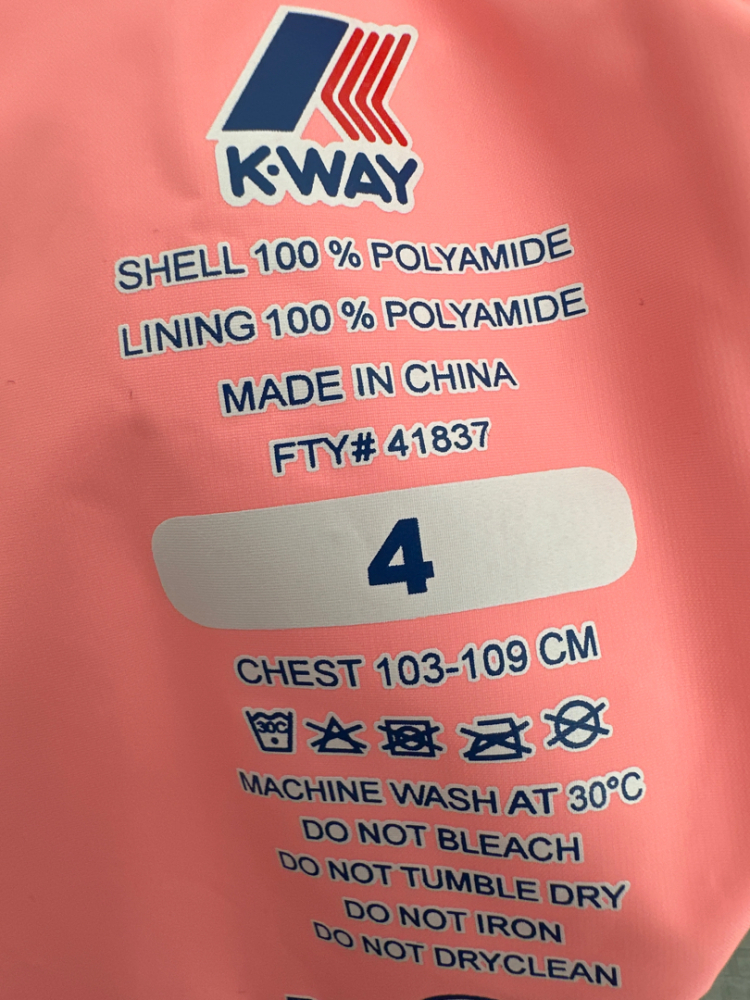 K·WAY
SHELL 100 % POLYAMIDE
LINING 100 % POLYAMIDE
MADE IN CHINA
FTY# 41837
4
CHEST 103-109 CM
30C
MACHINE WASH AT 30°C
DO NOT BLEACH
DO NOT TUMBLE DRY
DO NOT IRON
DO NOT DRYCLEAN